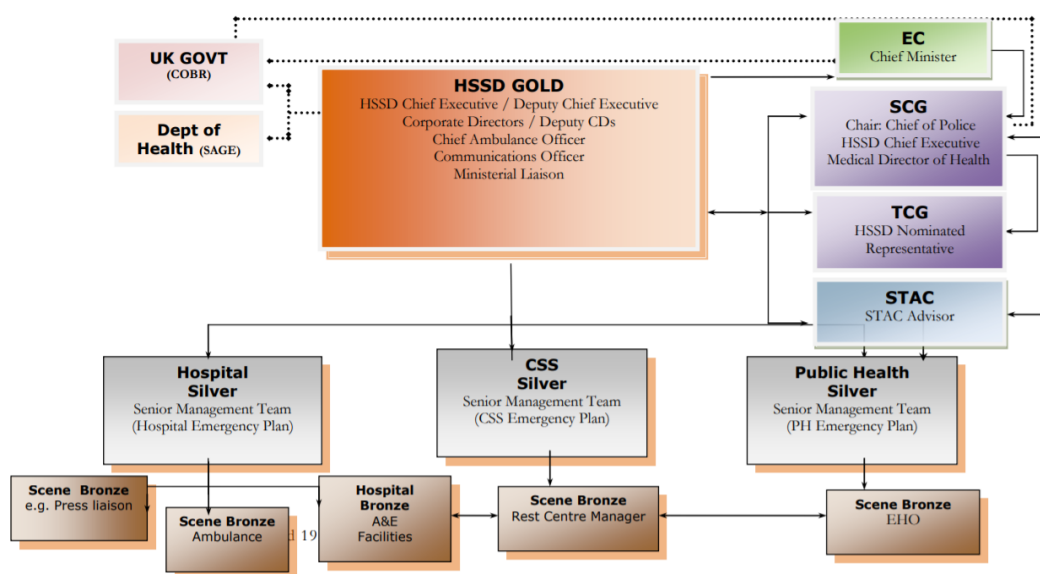 UK GOVT
(COBR)
Dept of
Health (SAGE)
HSSD GOLD
HSSD Chief Executive / Deputy Chief Executive
Corporate Directors / Deputy CDs
Chief Ambulance Officer
Communications Officer
Ministerial Liaison
EC
Chief Minister
SCG
Chair: Chief of Police
HSSD Chief Executive
Medical Director of Health
TCG
HSSD Nominated
Representative
STAC
STAC Advisor
Hospital
Silver
Senior Management Team
(Hospital Emergency Plan)
CSS
Silver
Senior Management Team
(CSS Emergency Plan)
Public Health
Silver
Senior Management Team
(PH Emergency Plan)
Scene Bronze
e.g. Press liaison
Scene Bronze
Ambulance
Hospital
Bronze
A&E
Facilities
Scene Bronze
Rest Centre Manager
Scene Bronze
EHO
19